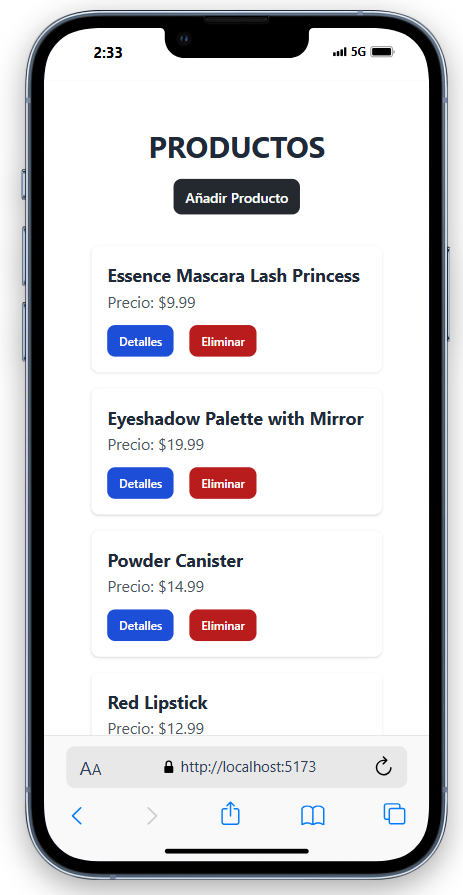 2:33 5G
PRODUCTOS
Añadir Producto
Essence Mascara Lash Princess
Precio: $9.99
Detalles Eliminar
Eyeshadow Palette with Mirror
Precio: $19.99
Detalles Eliminar
Powder Canister
Precio: $14.99
Detalles Eliminar
Red Lipstick
Precio: $12.99
AA http://localhost:5173